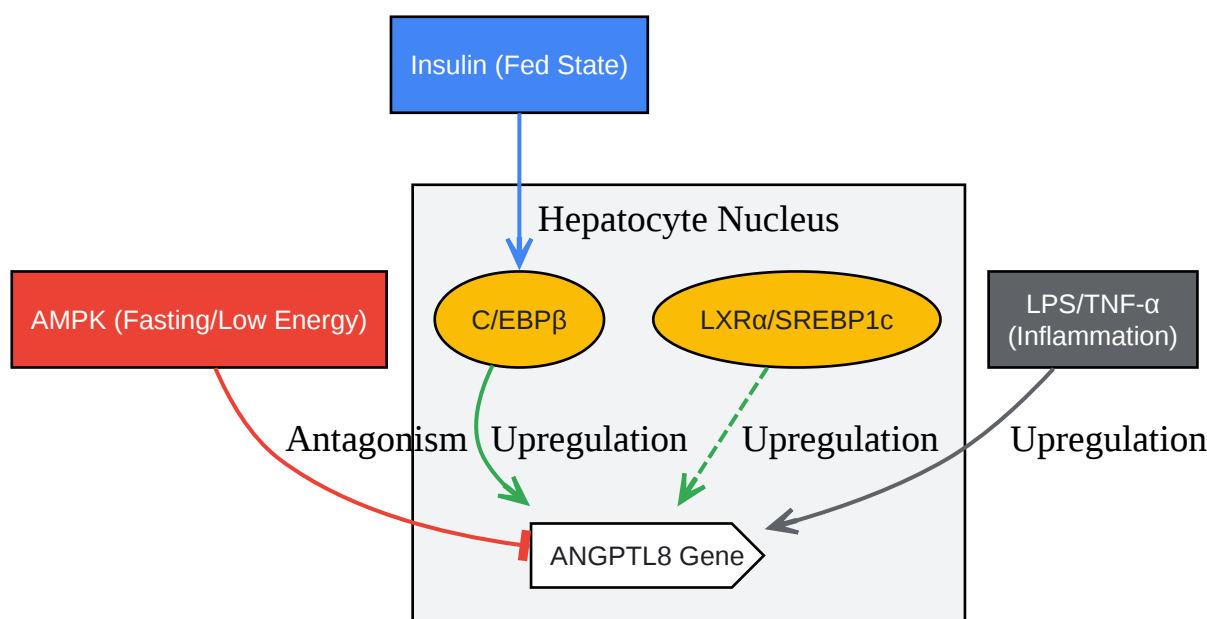 Insulin (Fed State)
Hepatocyte Nucleus
AMPK (Fasting/Low Energy)
C/EBPβ
LXRα/SREBP1c
LPS/TNF-α
(Inflammation)
Antagonism
Upregulation
Upregulation
Upregulation
ANGPTL8 Gene